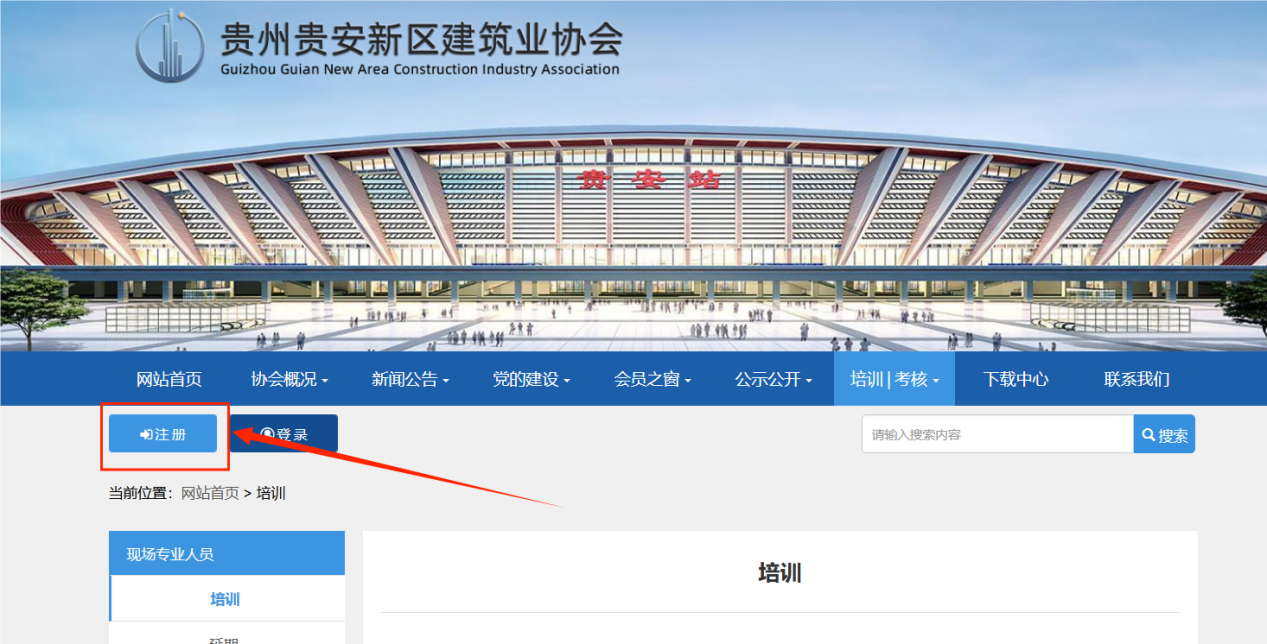 贵州贵安新区建筑业协会
Guizhou Guian New Area Construction Industry Association
贵安站
网站首页 协会概况 新闻公告 党的建设 会员之窗 公示公开 培训|考核 下载中心 联系我们
注册 登录 请输入搜索内容 搜索
当前位置：网站首页 > 培训
现场专业人员
培训
培训
延期